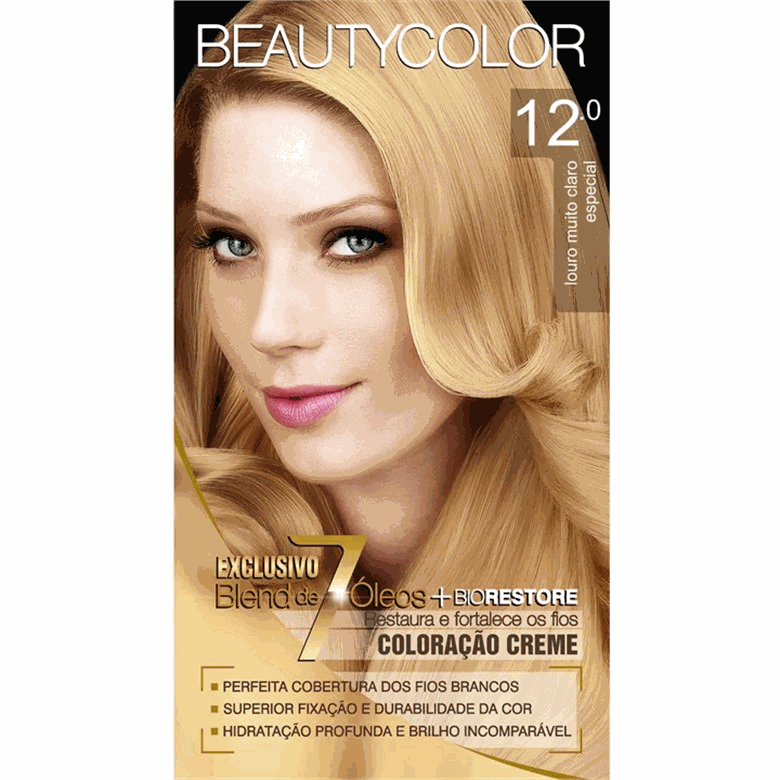 BEAUTYCOLOR
12.0
louro muito claro
especial
EXCLUSIVO
Blend de 7 Óleos +BIORESTORE
Restaura e fortalece os fios
COLORAÇÃO CREME
PERFEITA COBERTURA DOS FIOS BRANCOS
SUPERIOR FIXAÇÃO E DURABILIDADE DA COR
HIDRATAÇÃO PROFUNDA E BRILHO INCOMPARÁVEL